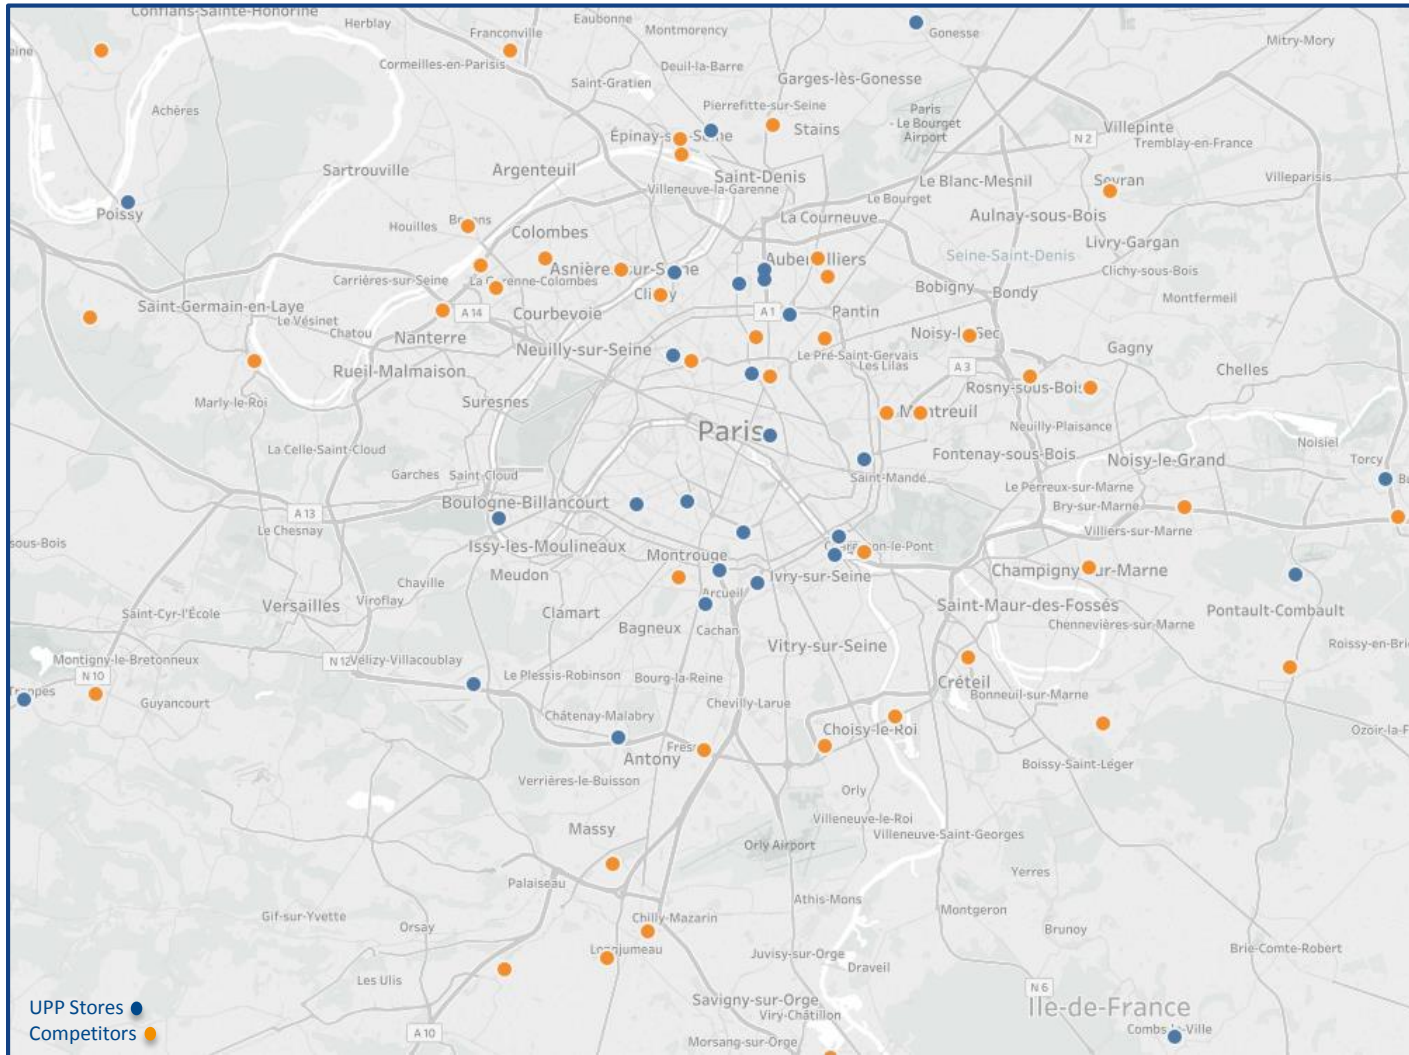 Conflans-Sainte-Honorine
Herblay
Eaubonne
Franconville
Montmorency
Gonesse
Mitry-Mory
Cormeilles-en-Parisis
Deuil-la-Barre
Saint-Gratien
Garges-lès-Gonesse
Achères
Pierrefitte-sur-Seine
Stains
Paris
- Le Bourget
Airport
Villepinte
N 2
Tremblay-en-France
Sartrouville
Argenteuil
Saint-Denis
Villeneuve-la-Garenne
Le Blanc-Mesnil
Villeparisis
Le Bourget
Poissy
Houilles
Colombes
La Courneuve
Aulnay-sous-Bois
Livry-Gargan
Seine-Saint-Denis
Clichy-sous-Bois
Carrières-sur-Seine
Bobigny
Bondy
Montfermeil
Saint-Germain-en-Laye
Le Vésinet
A 14
Courbevoie
A 1
Pantin
Chatou
Nanterre
Neuilly-sur-Seine
Le Pré-Saint-Gervais
Les Lilas
A 3
Gagny
Chelles
Rueil-Malmaison
Marly-le-Roi
Suresnes
Neuilly-Plaisance
Paris
Noisiel
La Celle-Saint-Cloud
Fontenay-sous-Bois
Noisy-le-Grand
Torcy
Garches
Saint-Cloud
Saint-Mandé
Le Perreux-sur-Marne
Bry-sur-Marne
Boulogne-Billancourt
A 13
Le Chesnay
Villiers-sur-Marne
sous-Bois
Issy-les-Moulineaux
Montrouge
Meudon
Ivry-sur-Seine
Chaville
Arcueil
Saint-Cyr-l'École
Versailles
Viroflay
Clamart
Saint-Maur-des-Fossés
Pontault-Combault
Chennevières-sur-Marne
Bagneux
Cachan
Vitry-sur-Seine
Montigny-le-Bretonneux
N 12
Vélizy-Villacoublay
N 10
Le Plessis-Robinson
Bourg-la-Reine
Créteil
Bonneuil-sur-Marne
Guyancourt
Châtenay-Malabry
Chevilly-Larue
Choisy-le-Roi
Antony
Boissy-Saint-Léger
Verrières-le-Buisson
Orly
Massy
Villeneuve-le-Roi
Villeneuve-Saint-Georges
Orly Airport
Yerres
Palaiseau
Athis-Mons
Montgeron
Gif-sur-Yvette
Orsay
Chilly-Mazarin
Brunoy
Brie-Comte-Robert
Juvisy-sur-Orge
Draveil
Les Ulis
N 6
Savigny-sur-Orge
Île-de-France
Viry-Châtillon
A 10
Morsang-sur-Orge
UPP Stores
Competitors